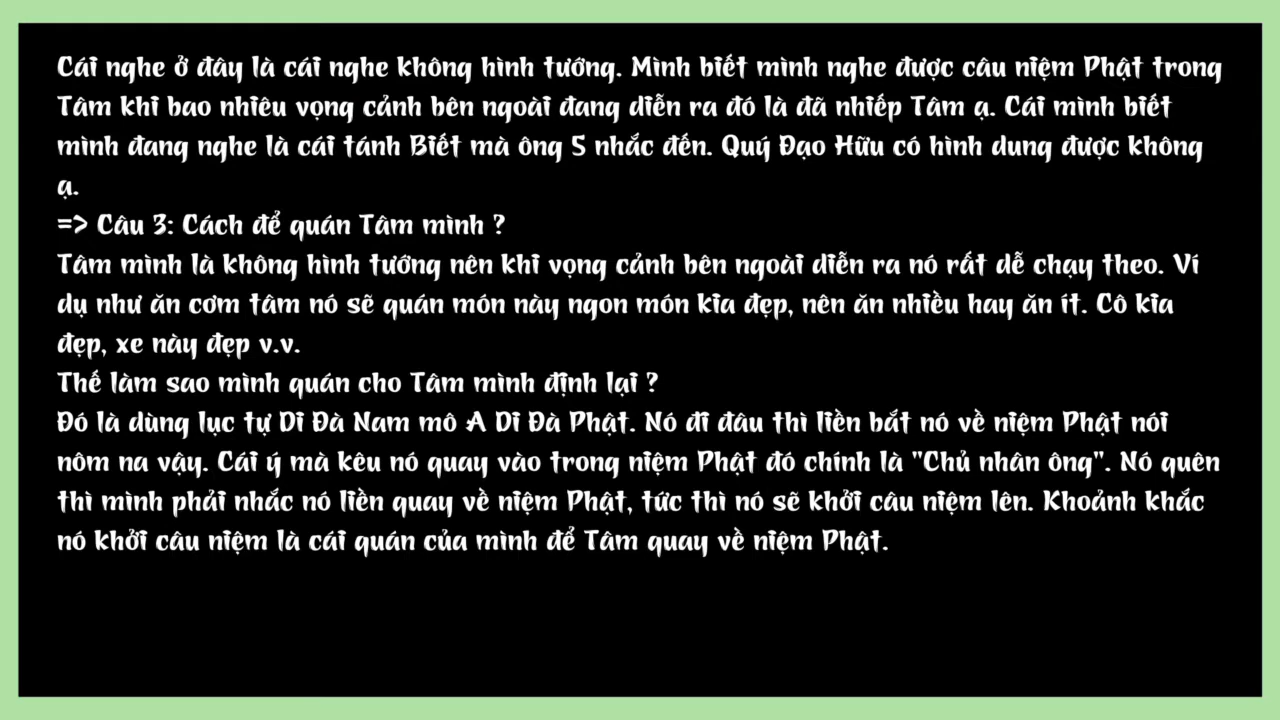 Cái nghe ở đây là cái nghe không hình tướng. Mình biết mình nghe được câu niệm Phật trong
Tâm khi bao nhiêu vọng cảnh bên ngoài đang diễn ra đó là đã nhiếp Tâm ạ. Cái mình biết
mình đang nghe là cái tánh Biết mà ông 5 nhắc đến. Quý Đạo Hữu có hình dung được không
ạ.
=> Câu 3: Cách để quán Tâm mình ?
Tâm mình là không hình tướng nên khi vọng cảnh bên ngoài diễn ra nó rất dễ chạy theo. Ví
dụ như ăn cơm tâm nó sẽ quán món này ngon món kia đẹp, nên ăn nhiều hay ăn ít. Cô kia
đẹp, xe này đẹp v.v.
Thế làm sao mình quán cho Tâm mình định lại ?
Đó là dùng lục tự Di Đà Nam mô A Di Đà Phật. Nó đi đâu thì liền bắt nó về niệm Phật nói
nôm na vậy. Cái ý mà kêu nó quay vào trong niệm Phật đó chính là "Chủ nhân ông". Nó quên
thì mình phải nhắc nó liền quay về niệm Phật, tức thì nó sẽ khởi câu niệm lên. Khoảnh khắc
nó khởi câu niệm là cái quán của mình để Tâm quay về niệm Phật.